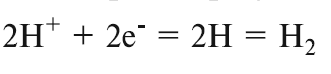 2H⁺ + 2e⁻ = 2H = H₂